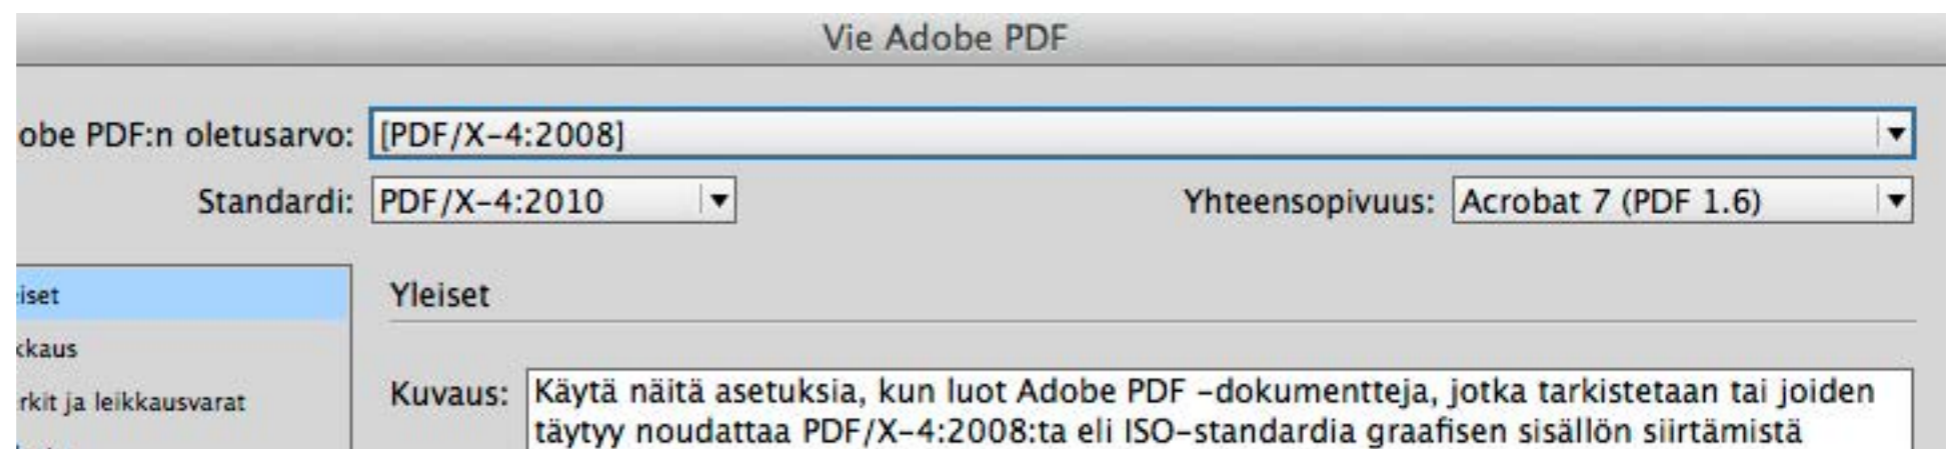 Vie Adobe PDF
obe PDF:n oletusarvo: [PDF/X-4:2008]
Standardi: PDF/X-4:2010 Yhteensopivuus: Acrobat 7 (PDF 1.6)
iset
Yleiset
kkaus
rkit ja leikkausvarat
Kuvaus: Käytä näitä asetuksia, kun luot Adobe PDF -dokumentteja, jotka tarkistetaan tai joiden
täytyy noudattaa PDF/X-4:2008:ta eli ISO-standardia graafisen sisällön siirtämistä